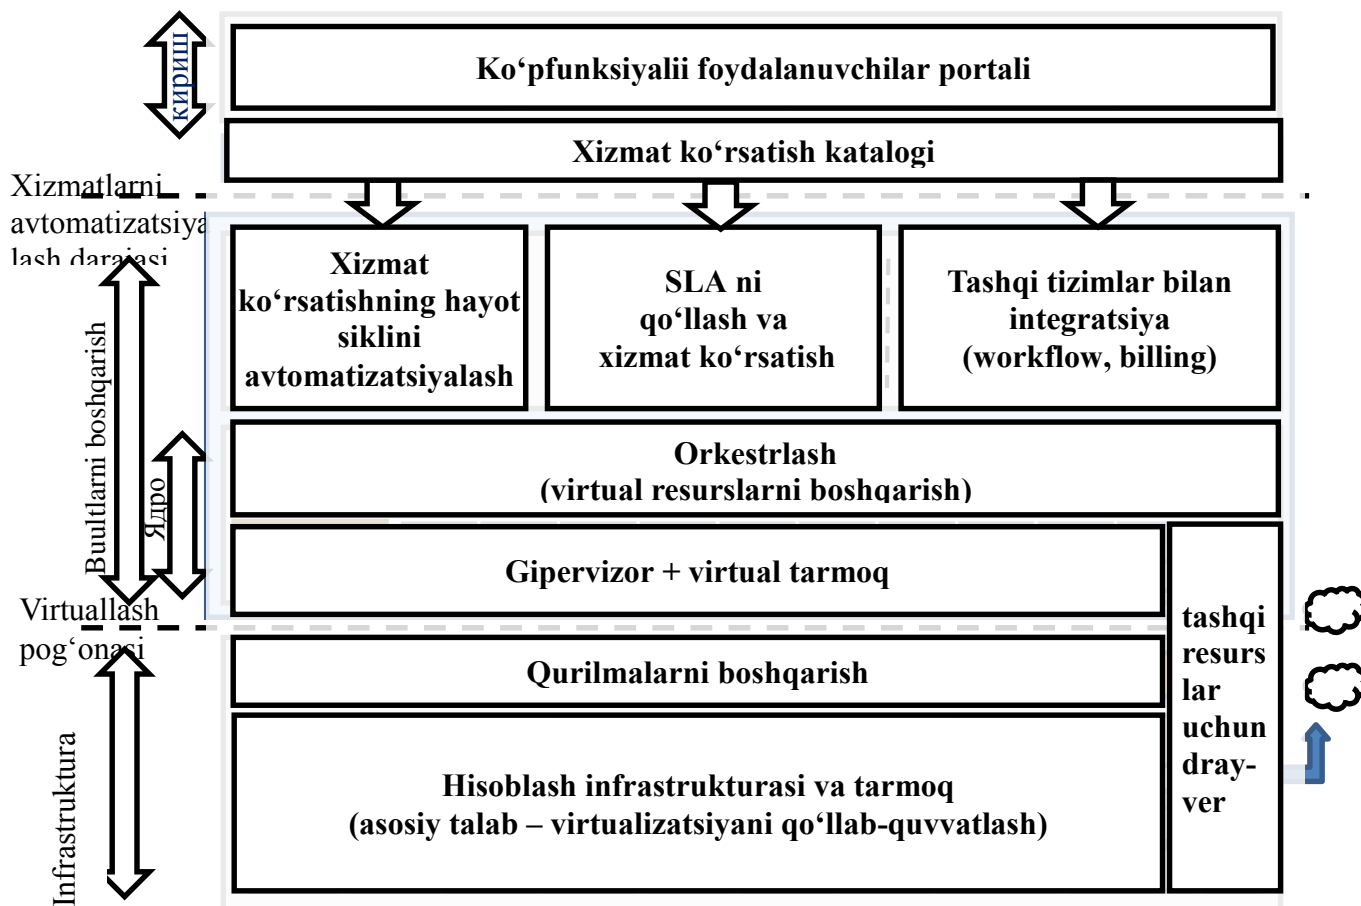 кириш
Ko‘pfunksiyalii foydalanuvchilar portali
Xizmat ko‘rsatish katalogi
Xizmatlarni
avtomatizatsiya
lash darajasi
Buultlarni boshqarish
Ядро
Xizmat
ko‘rsatishning hayot
siklini
avtomatizatsiyalash
SLA ni
qo‘llash va
xizmat ko‘rsatish
Tashqi tizimlar bilan
integratsiya
(workflow, billing)
Orkestrlash
(virtual resurslarni boshqarish)
Gipervizor + virtual tarmoq
Virtuallash
pog‘onasi
Infrastruktura
Qurilmalarni boshqarish
Hisoblash infrastrukturasi va tarmoq
(asosiy talab – virtualizatsiyani qo‘llab-quvvatlash)
tashqi
resurs
lar
uchun
dray-
ver